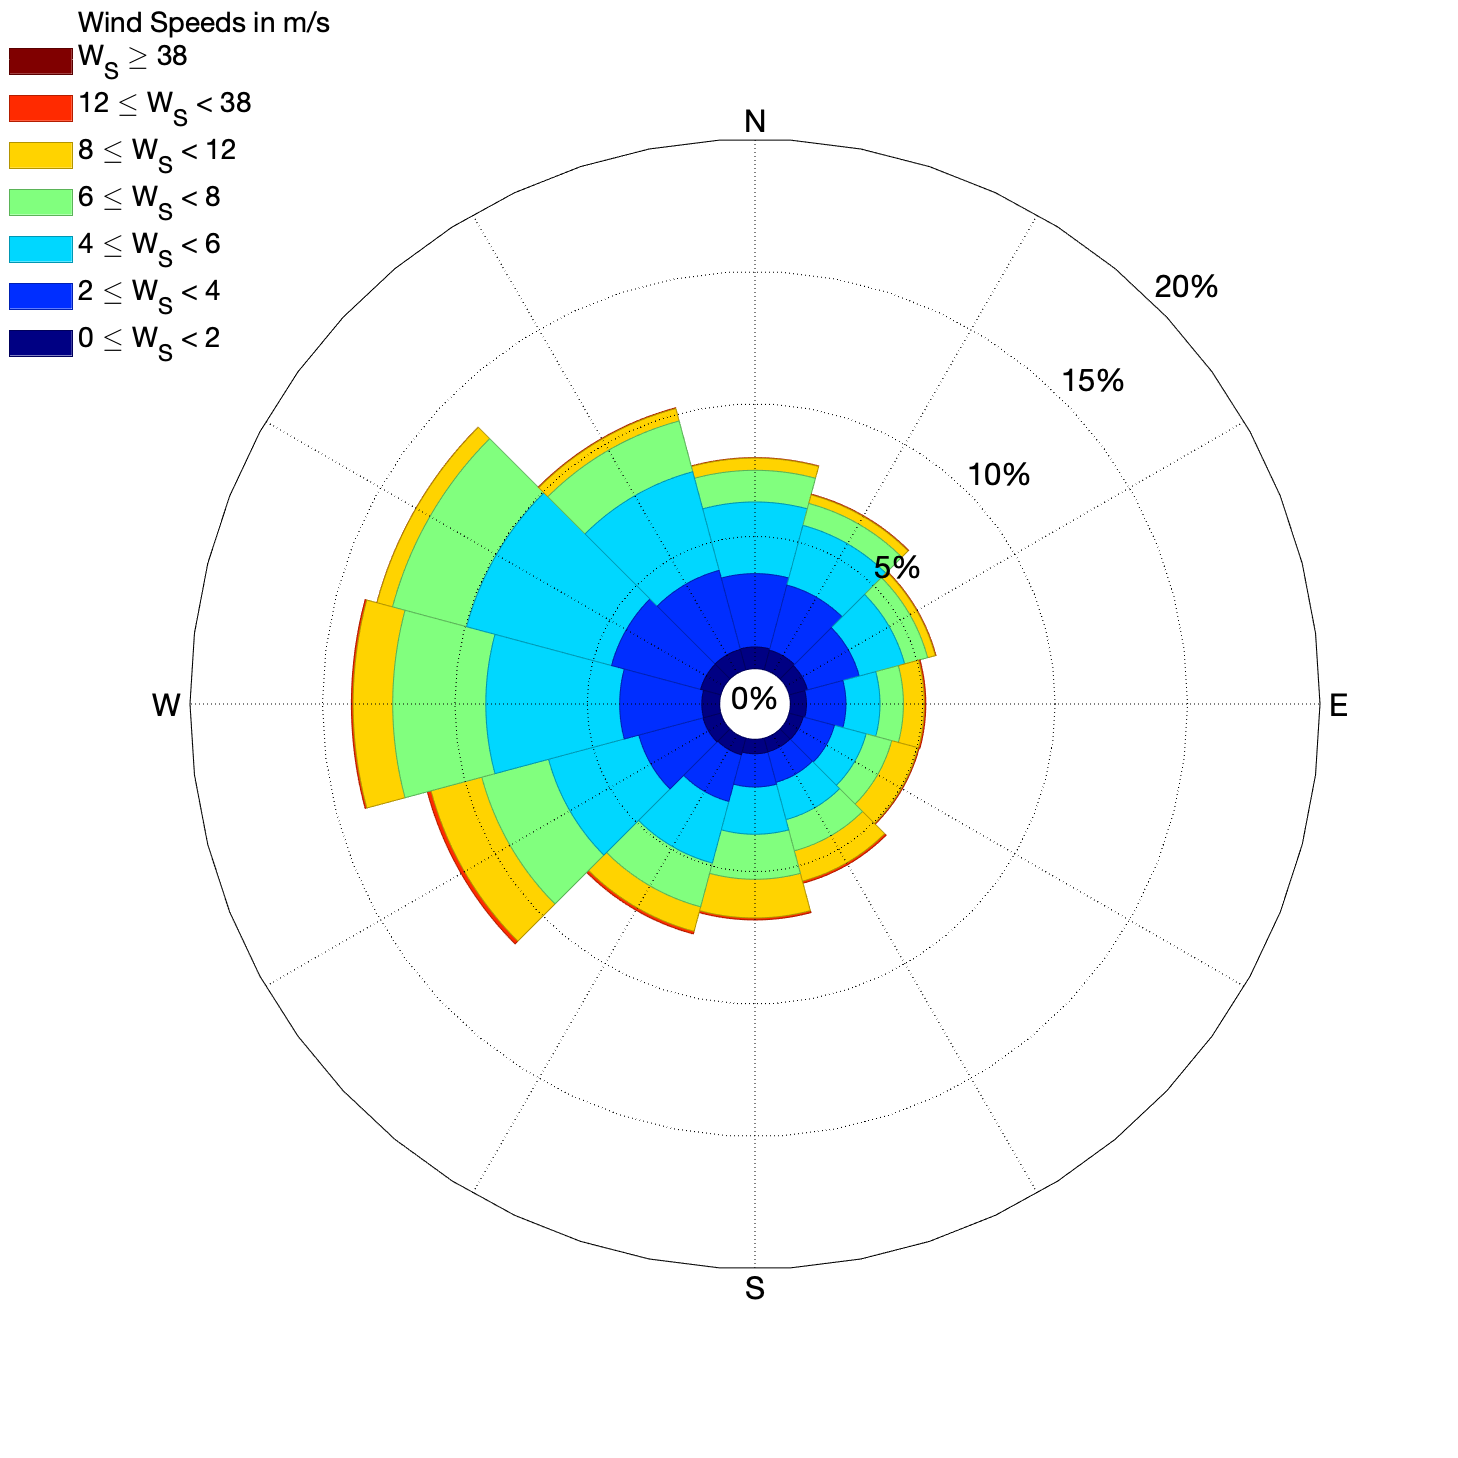 Wind Speeds in m/s
W_S ≥ 38
12 ≤ W_S < 38
8 ≤ W_S < 12
6 ≤ W_S < 8
4 ≤ W_S < 6
2 ≤ W_S < 4
0 ≤ W_S < 2
N
20%
15%
10%
5%
W
0%
E
S